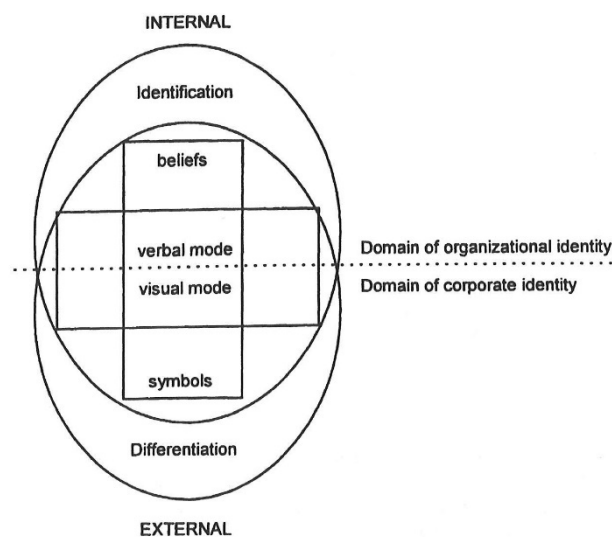 INTERNAL
Identification
beliefs
verbal mode
Domain of organizational identity
visual mode
Domain of corporate identity
symbols
Differentiation
EXTERNAL